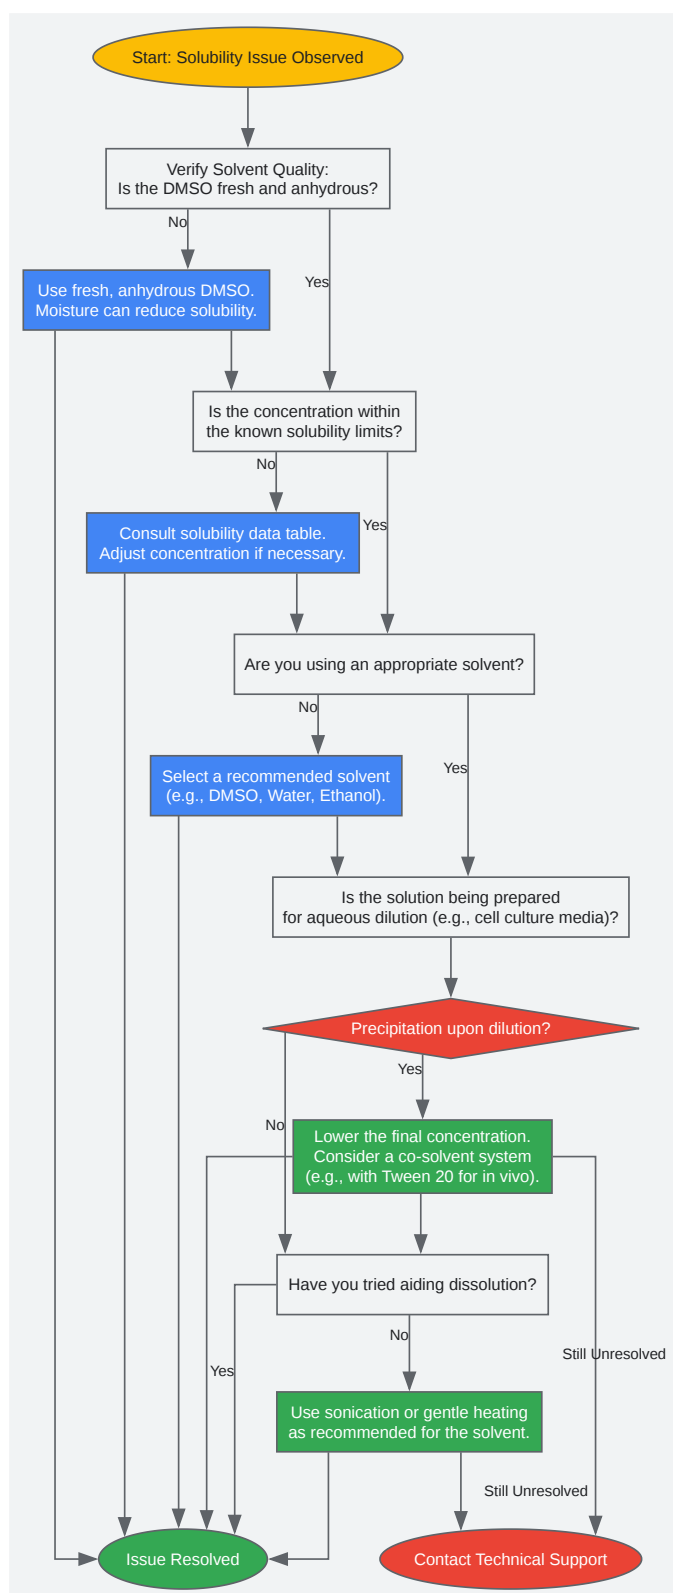 Start: Solubility Issue Observed
Verify Solvent Quality:
Is the DMSO fresh and anhydrous?
No
Yes
Use fresh, anhydrous DMSO.
Moisture can reduce solubility.
Is the concentration within
the known solubility limits?
No
Yes
Consult solubility data table.
Adjust concentration if necessary.
Are you using an appropriate solvent?
No
Yes
Select a recommended solvent
(e.g., DMSO, Water, Ethanol).
Is the solution being prepared
for aqueous dilution (e.g., cell culture media)?
Precipitation upon dilution?
Yes
No
Lower the final concentration.
Consider a co-solvent system
(e.g., with Tween 20 for in vivo).
Have you tried aiding dissolution?
No
Still Unresolved
Yes
Use sonication or gentle heating
as recommended for the solvent.
Still Unresolved
Issue Resolved
Contact Technical Support